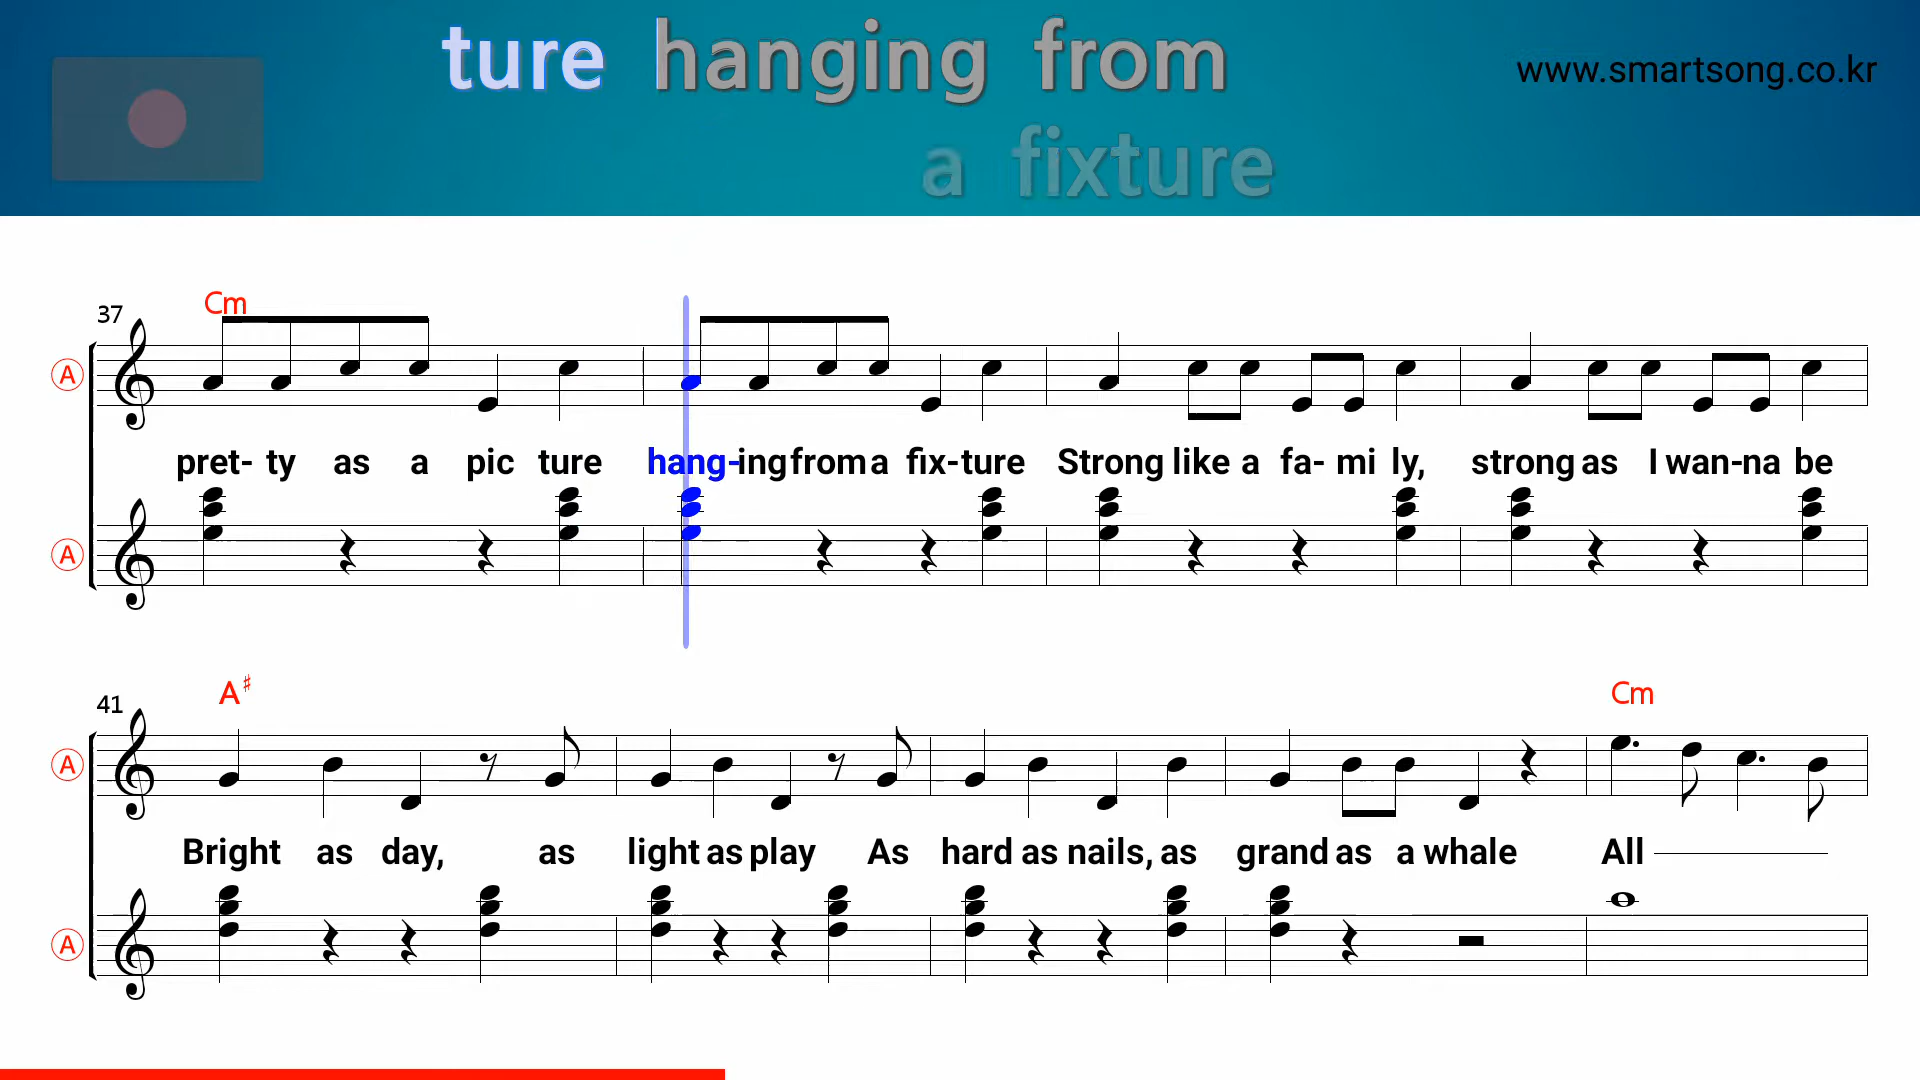 ture hanging from
www.smartsong.co.kr
a fixture
37
Cm
A
pret- ty as a pic ture hang-ing from a fix-ture Strong like a fa- mi ly, strong as I wan-na be
A
41
A♯ Cm
A
Bright as day, as light as play As hard as nails, as grand as a whale All
A